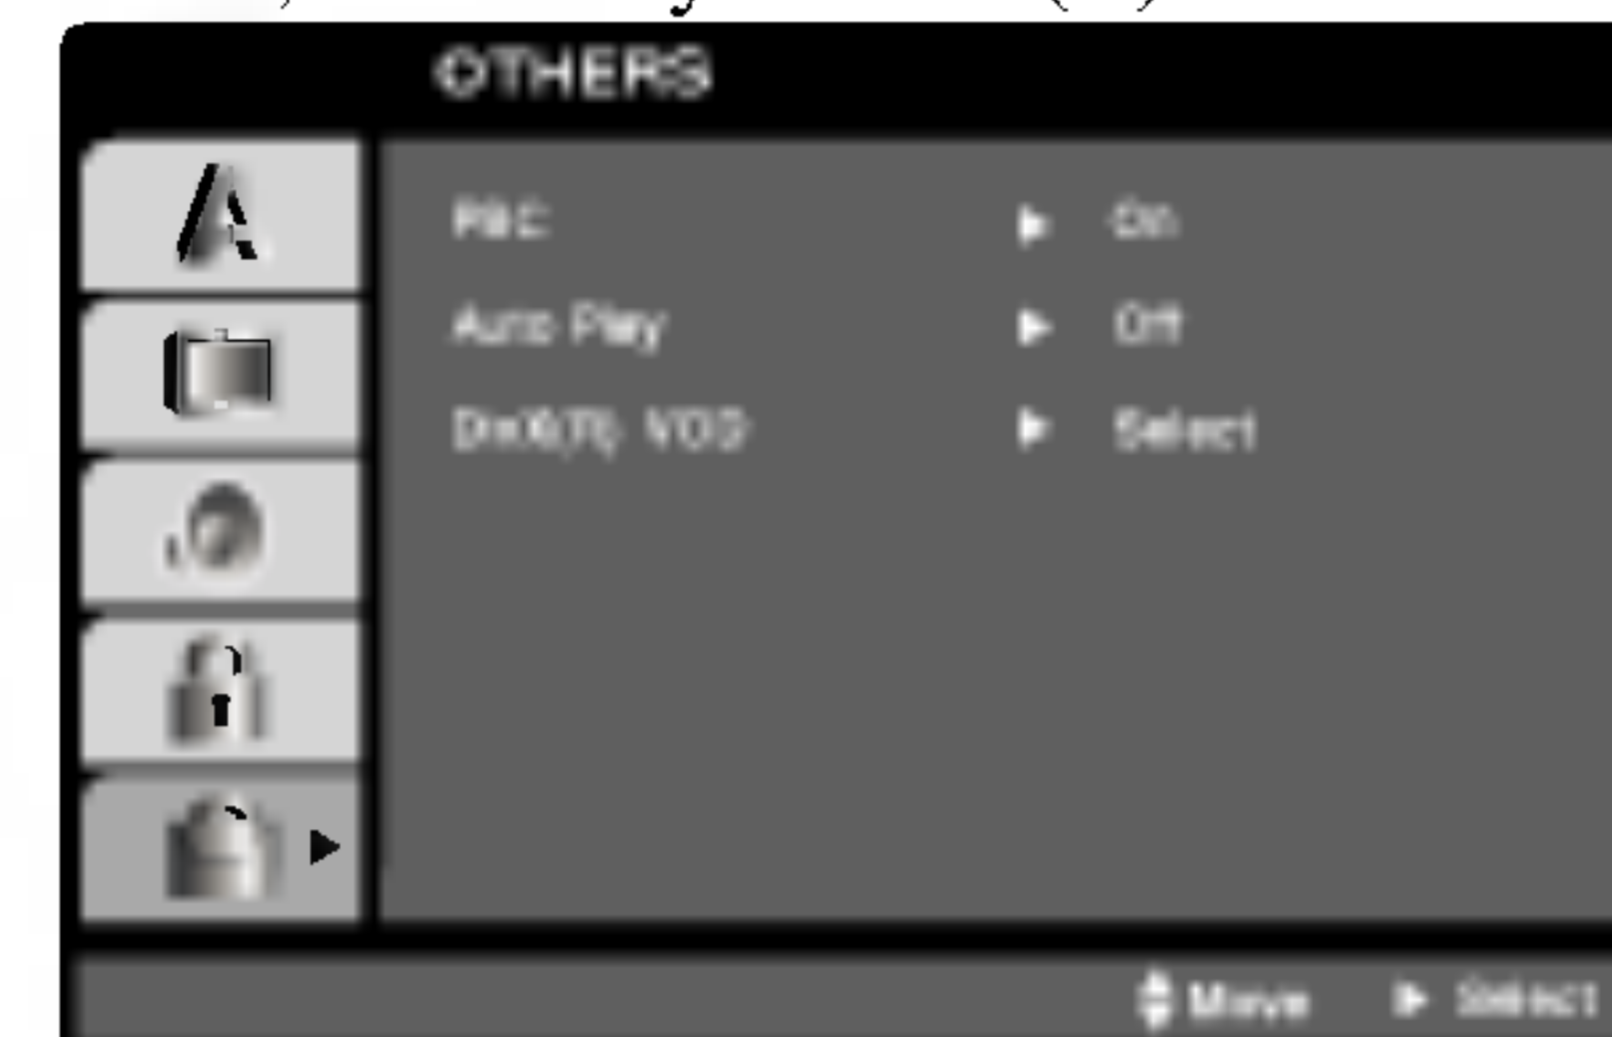 OTHERS
PBC On
Auto Play Off
DivX(R) VOD Select
Move Select